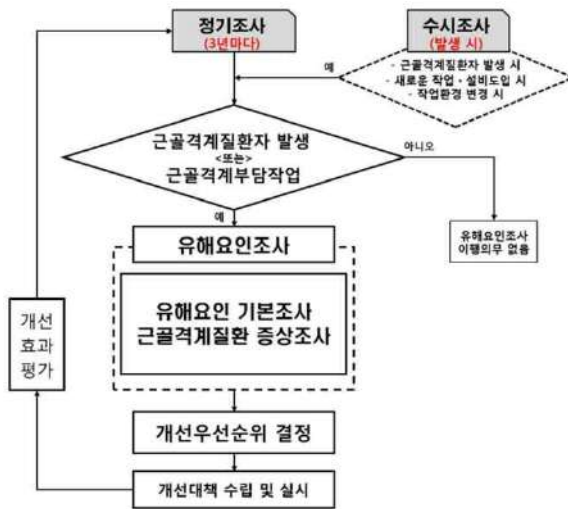 정기조사
(3년마다)
수시조사
(발생 시)
예
- 근골격계질환자 발생 시
- 새로운 작업・설비도입 시
- 작업환경 변경 시
근골격계질환자 발생
<또는>
근골격계부담작업
아니오
예
유해요인조사
유해요인조사
이행의무 없음
유해요인 기본조사
근골격계질환 증상조사
개선
효과
평가
개선우선순위 결정
개선대책 수립 및 실시